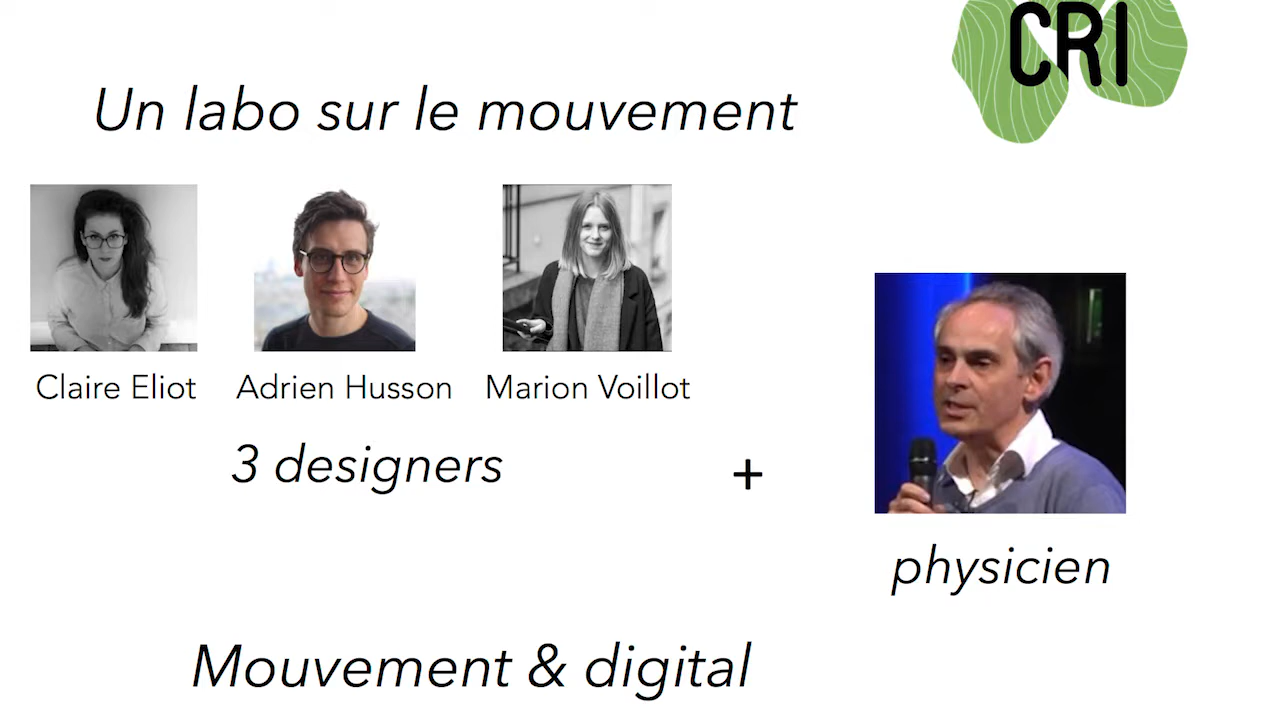 CRI
Un labo sur le mouvement
Claire Eliot
Adrien Husson
Marion Voillot
3 designers
+
physicien
Mouvement & digital